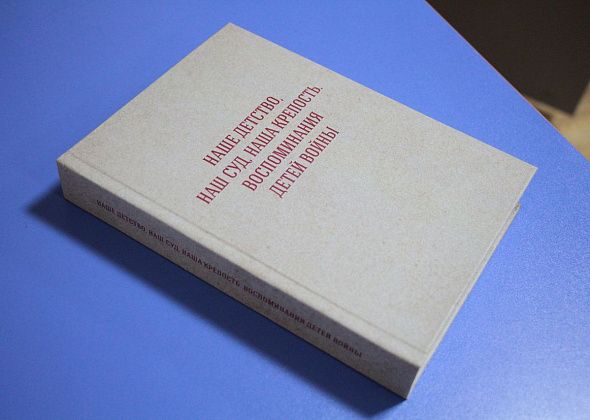 НАШЕ ДЕТСТВО.
НАШ СУД, НАША КРЕПОСТЬ.
ВОСПОМИНАНИЯ
ДЕТЕЙ ВОЙНЫ
НАШЕ ДЕТСТВО. НАШ СУД, НАША КРЕПОСТЬ. ВОСПОМИНАНИЯ ДЕТЕЙ ВОЙНЫ